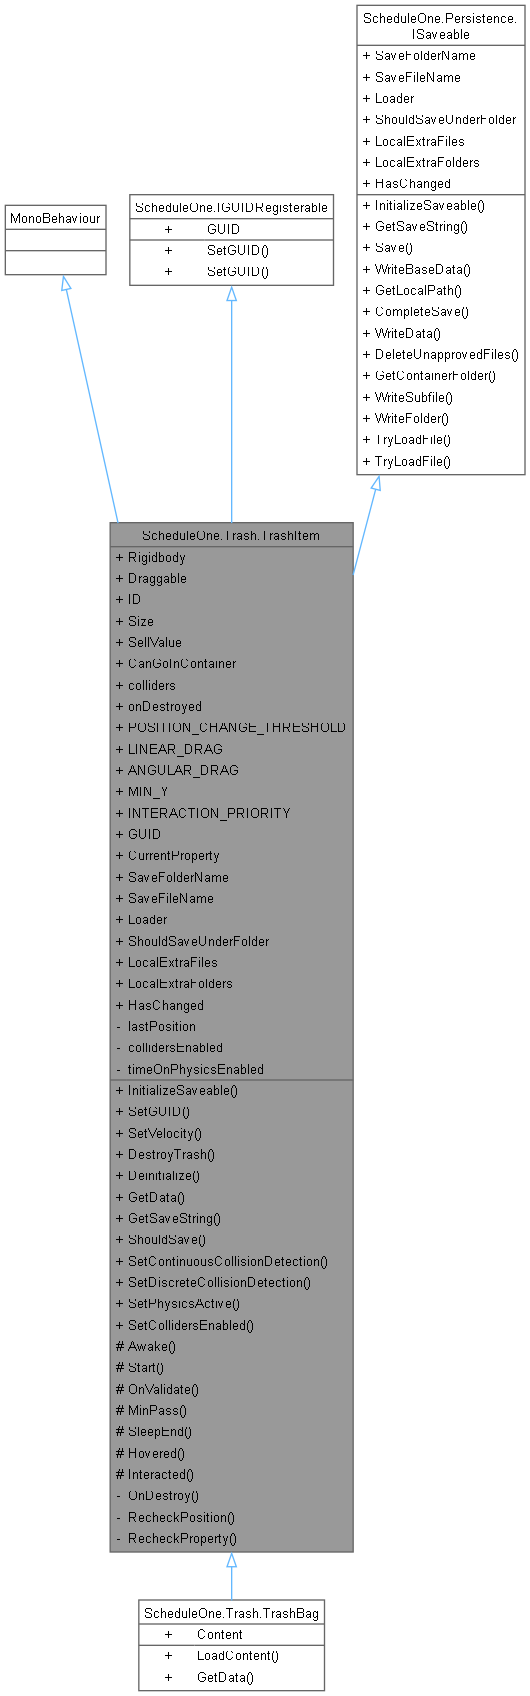 ScheduleOne.Persistence.
ISaveable
+ SaveFolderName
+ SaveFileName
+ Loader
+ ShouldSaveUnderFolder
+ LocalExtraFiles
+ LocalExtraFolders
+ HasChanged
+ InitializeSaveable()
+ GetSaveString()
+ Save()
+ WriteBaseData()
+ GetLocalPath()
+ CompleteSave()
+ WriteData()
+ DeleteUnapprovedFiles()
+ GetContainerFolder()
+ WriteSubfile()
+ WriteFolder()
+ TryLoadFile()
+ TryLoadFile()
MonoBehaviour
ScheduleOne.IGUIDRegisterable
+ GUID
+ SetGUID()
+ SetGUID()
ScheduleOne.Trash.TrashItem
+ Rigidbody
+ Draggable
+ ID
+ Size
+ SellValue
+ CanGoInContainer
+ colliders
+ onDestroyed
+ POSITION_CHANGE_THRESHOLD
+ LINEAR_DRAG
+ ANGULAR_DRAG
+ MIN_Y
+ INTERACTION_PRIORITY
+ GUID
+ CurrentProperty
+ SaveFolderName
+ SaveFileName
+ Loader
+ ShouldSaveUnderFolder
+ LocalExtraFiles
+ LocalExtraFolders
+ HasChanged
- lastPosition
- collidersEnabled
- timeOnPhysicsEnabled
+ InitializeSaveable()
+ SetGUID()
+ SetVelocity()
+ DestroyTrash()
+ Deinitialize()
+ GetData()
+ GetSaveString()
+ ShouldSave()
+ SetContinuousCollisionDetection()
+ SetDiscreteCollisionDetection()
+ SetPhysicsActive()
+ SetCollidersEnabled()
# Awake()
# Start()
# OnValidate()
# MinPass()
# SleepEnd()
# Hovered()
# Interacted()
- OnDestroy()
- RecheckPosition()
- RecheckProperty()
ScheduleOne.Trash.TrashBag
+ Content
+ LoadContent()
+ GetData()